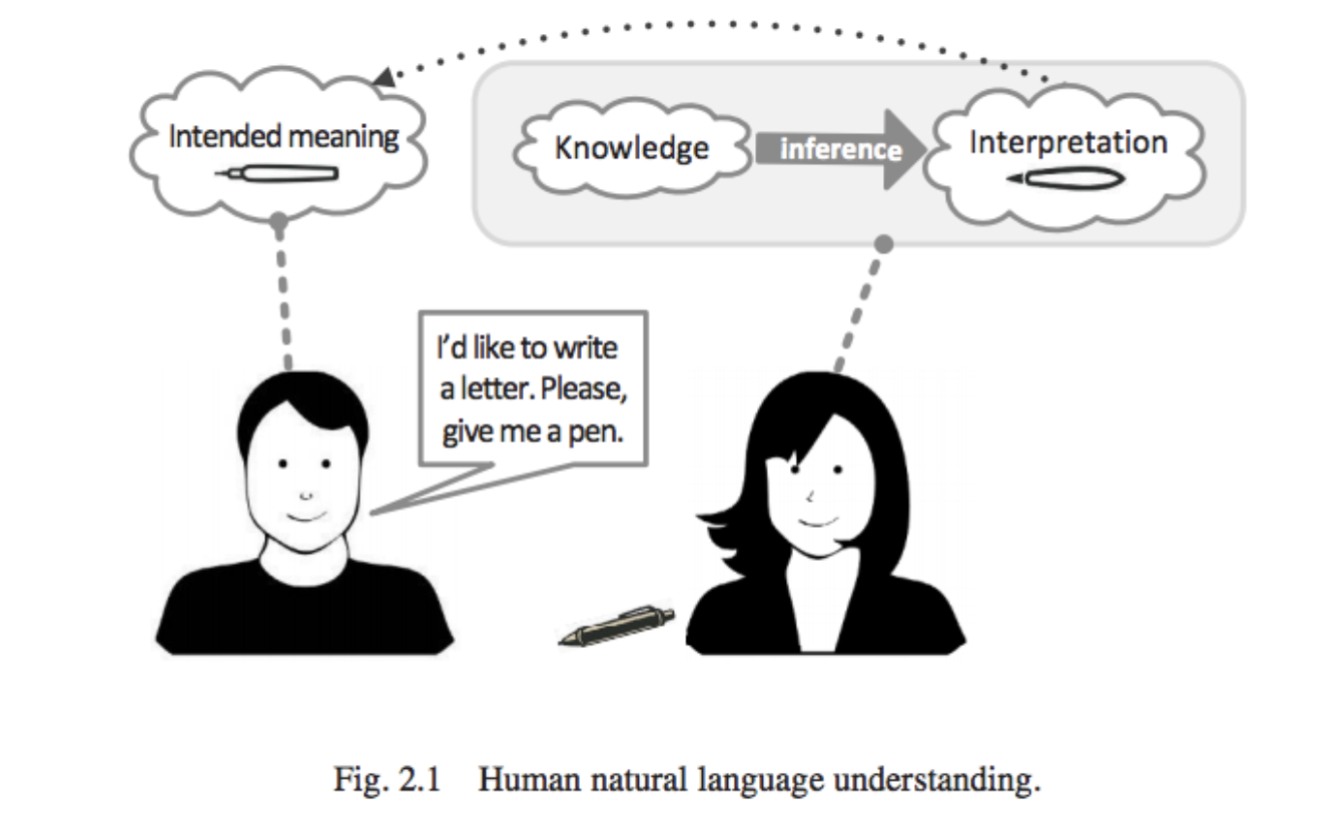 Intended meaning
Knowledge
inference
Interpretation
I'd like to write
a letter. Please,
give me a pen.
Fig. 2.1 Human natural language understanding.